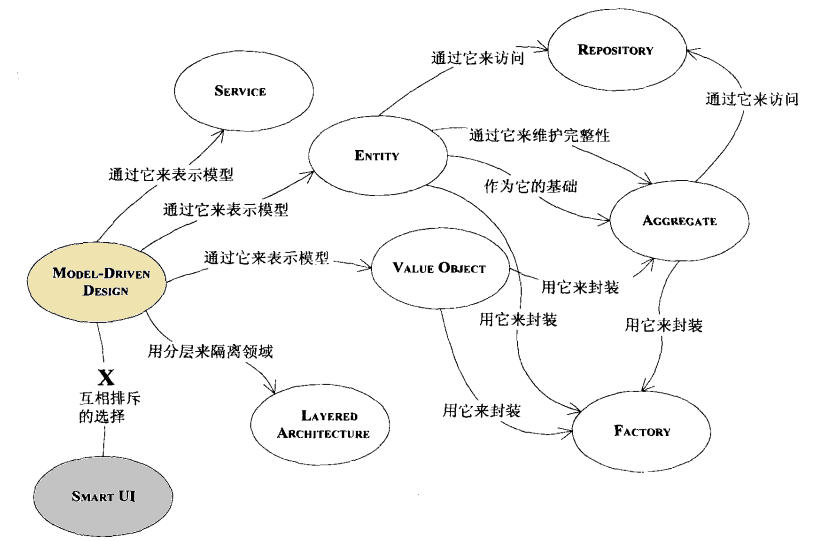 REPOSITORY
通过它来访问
SERVICE
通过它来访问
通过它来维护完整性
ENTITY
通过它来表示模型
作为它的基础
通过它来表示模型
AGGREGATE
通过它来表示模型
VALUE OBJECT
MODEL-DRIVEN
DESIGN
用它来封装
用它来封装
用它来封装
用分层来隔离领域
X
互相排斥
的选择
用它来封装
LAYERED
ARCHITECTURE
FACTORY
SMART UI